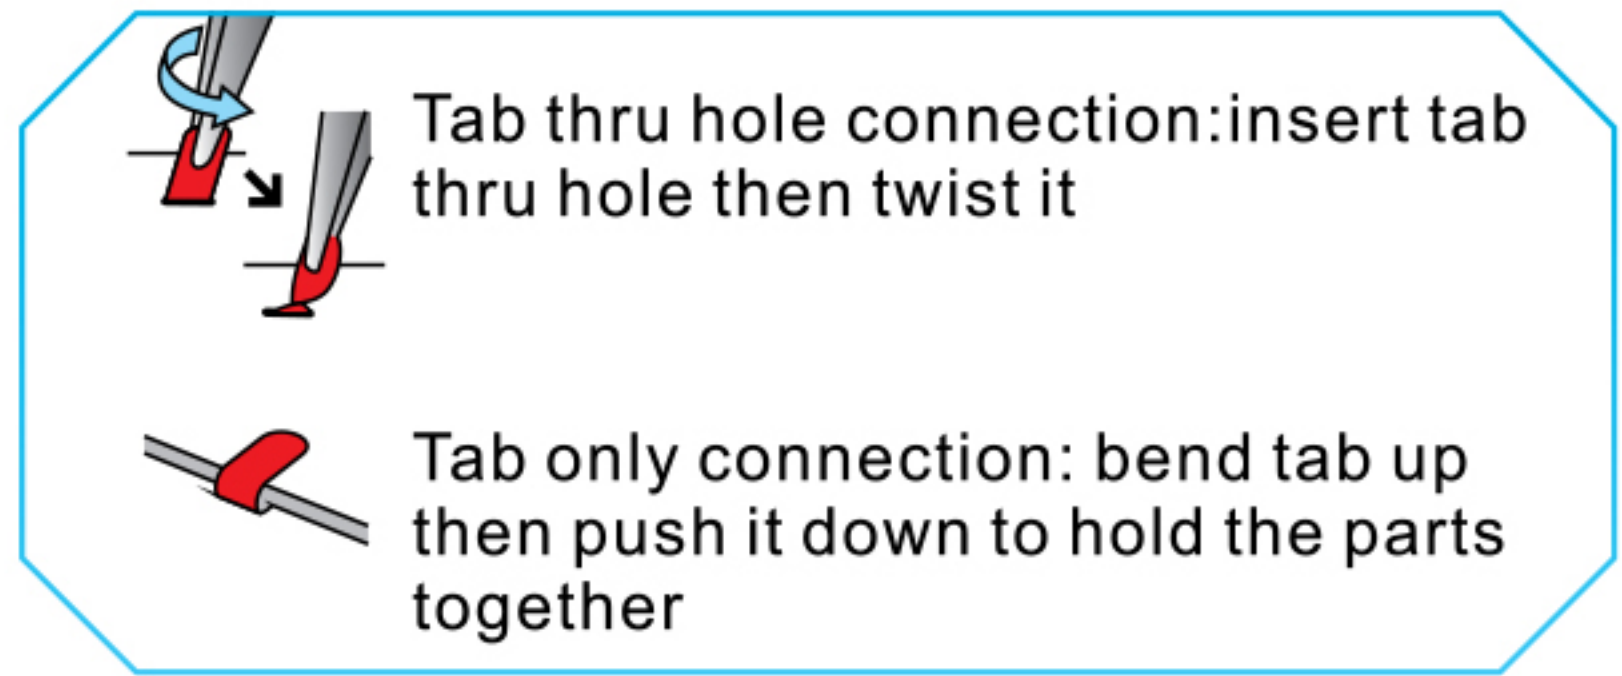 Tab thru hole connection:insert tab
thru hole then twist it
Tab only connection: bend tab up
then push it down to hold the parts
together